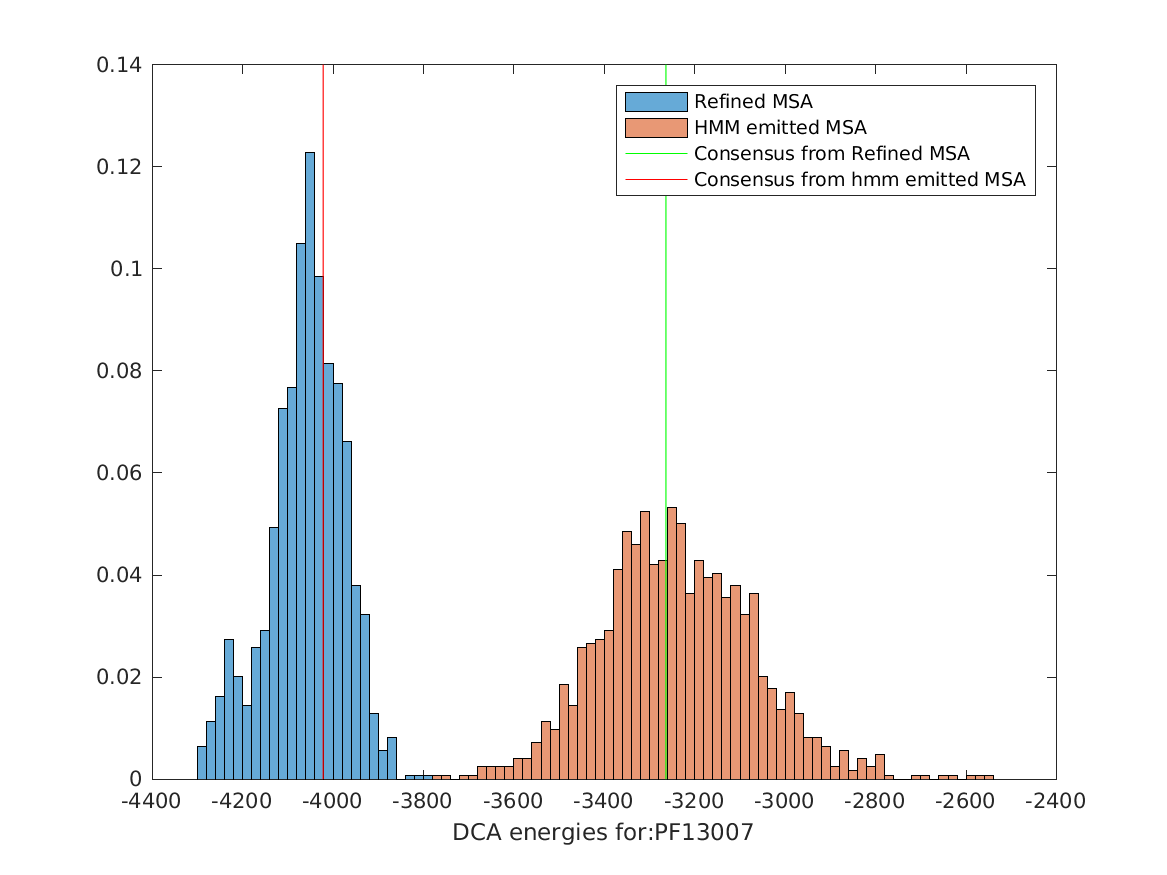 0.14
0.12
0.1
0.08
0.06
0.04
0.02
0
Refined MSA
HMM emitted MSA
Consensus from Refined MSA
Consensus from hmm emitted MSA
-4400 -4200 -4000 -3800 -3600 -3400 -3200 -3000 -2800 -2600 -2400
DCA energies for:PF13007